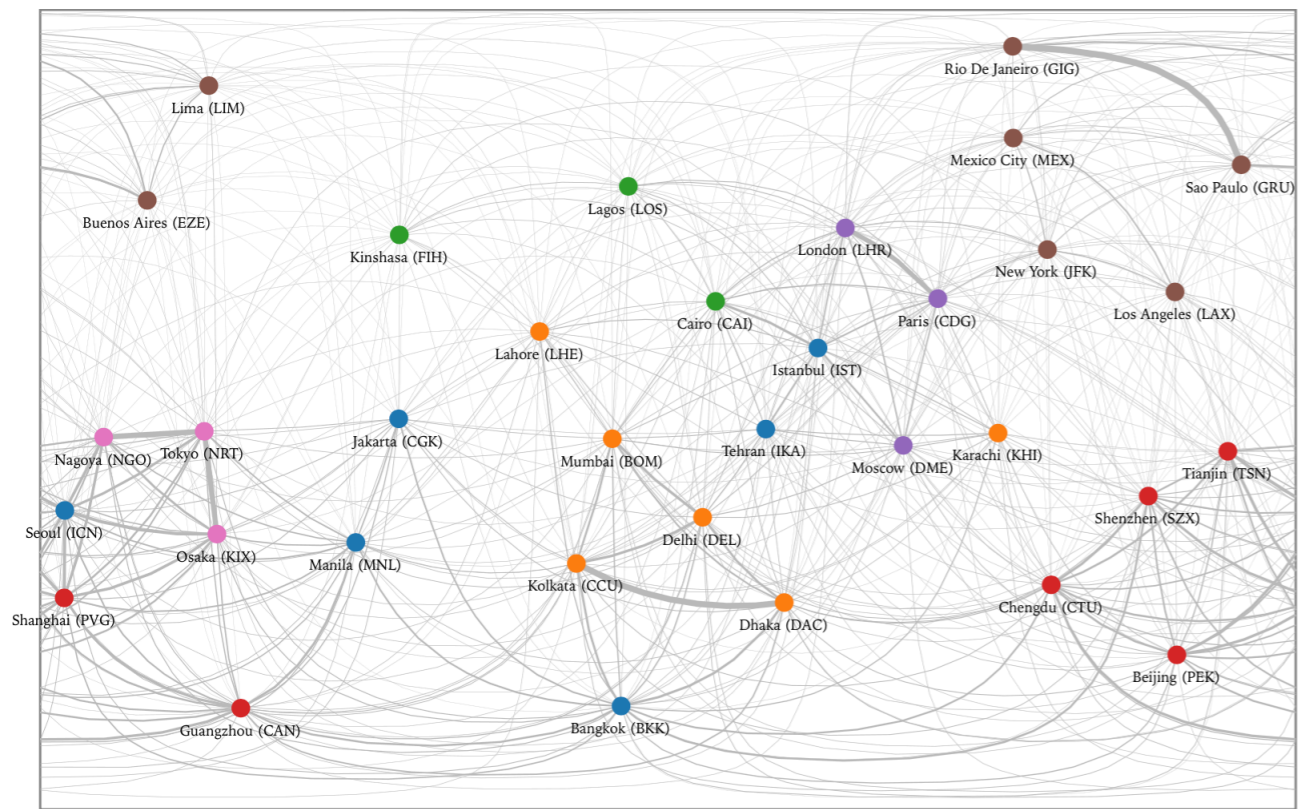 Rio De Janeiro (GIG)
Lima (LIM)
Mexico City (MEX)
Sao Paulo (GRU)
Lagos (LOS)
Buenos Aires (EZE)
London (LHR)
Kinshasa (FIH)
New York (JFK)
Los Angeles (LAX)
Paris (CDG)
Cairo (CAI)
Lahore (LHE)
Istanbul (IST)
Jakarta (CGK)
Tehran (IKA)
Karachi (KHI)
Tokyo (NRT)
Nagoya (NGO)
Mumbai (BOM)
Moscow (DME)
Tianjin (TSN)
Shenzhen (SZX)
Seoul (ICN)
Delhi (DEL)
Osaka (KIX)
Manila (MNL)
Kolkata (CCU)
Chengdu (CTU)
Shanghai (PVG)
Dhaka (DAC)
Beijing (PEK)
Bangkok (BKK)
Guangzhou (CAN)